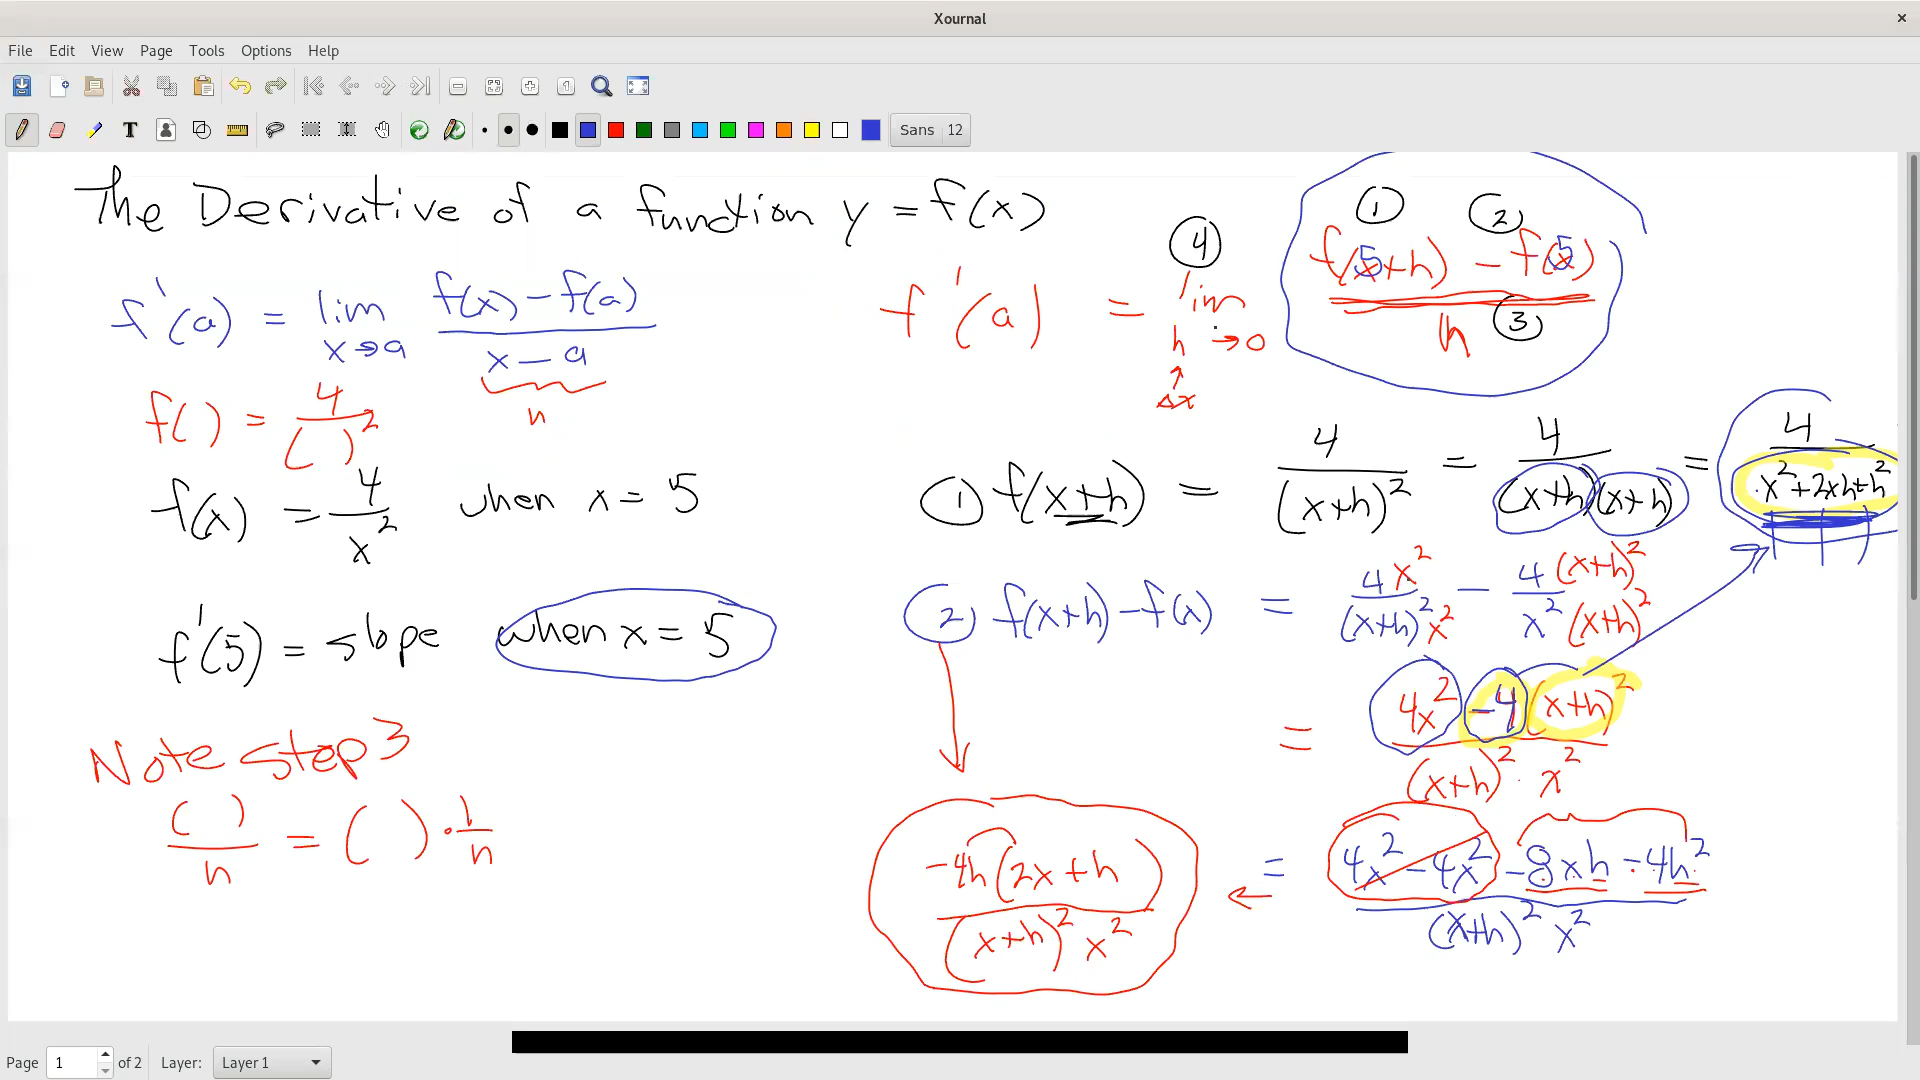 Xournal
File Edit View Page Tools Options Help
Sans 12
The Derivative of a function y = f(x)
f'(a) = lim x→a (f(x) - f(a))/(x - a)
h
f( ) = 4/( )²
f(x) = 4/x² when x = 5
f'(5) = slope when x = 5
Note step 3
( )/h = ( ) · 1/h
① ②
④
f'(a) = lim h→0 (f(5+h) - f(5))/h ③
Δx
① f(x+h) = 4/(x+h)² = 4/((x+h)(x+h)) = 4/(x²+2xh+h²)
② f(x+h) - f(x) = 4x²/((x+h)²x²) - 4(x+h)²/(x²(x+h)²)
= (4x² - 4(x+h)²)/((x+h)² · x²)
= (4x² - 4x² - 8xh - 4h²)/((x+h)² x²)
← -4h(2x+h)/((x+h)² x²)
Page 1 of 2 Layer: Layer 1